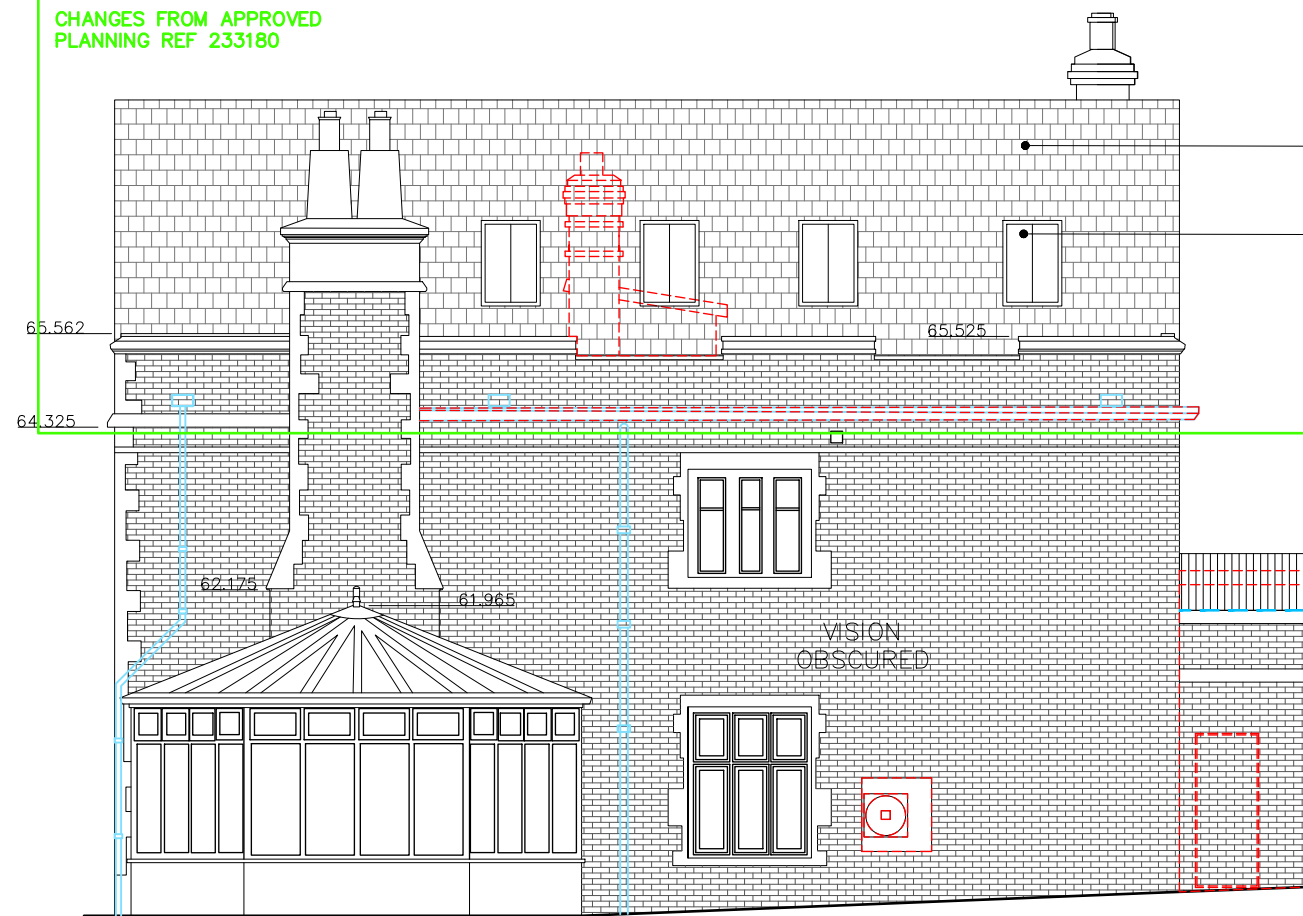 CHANGES FROM APPROVED
PLANNING REF 233180
65.562
65.525
64.325
62.175
61.965
VISION
OBSCURED